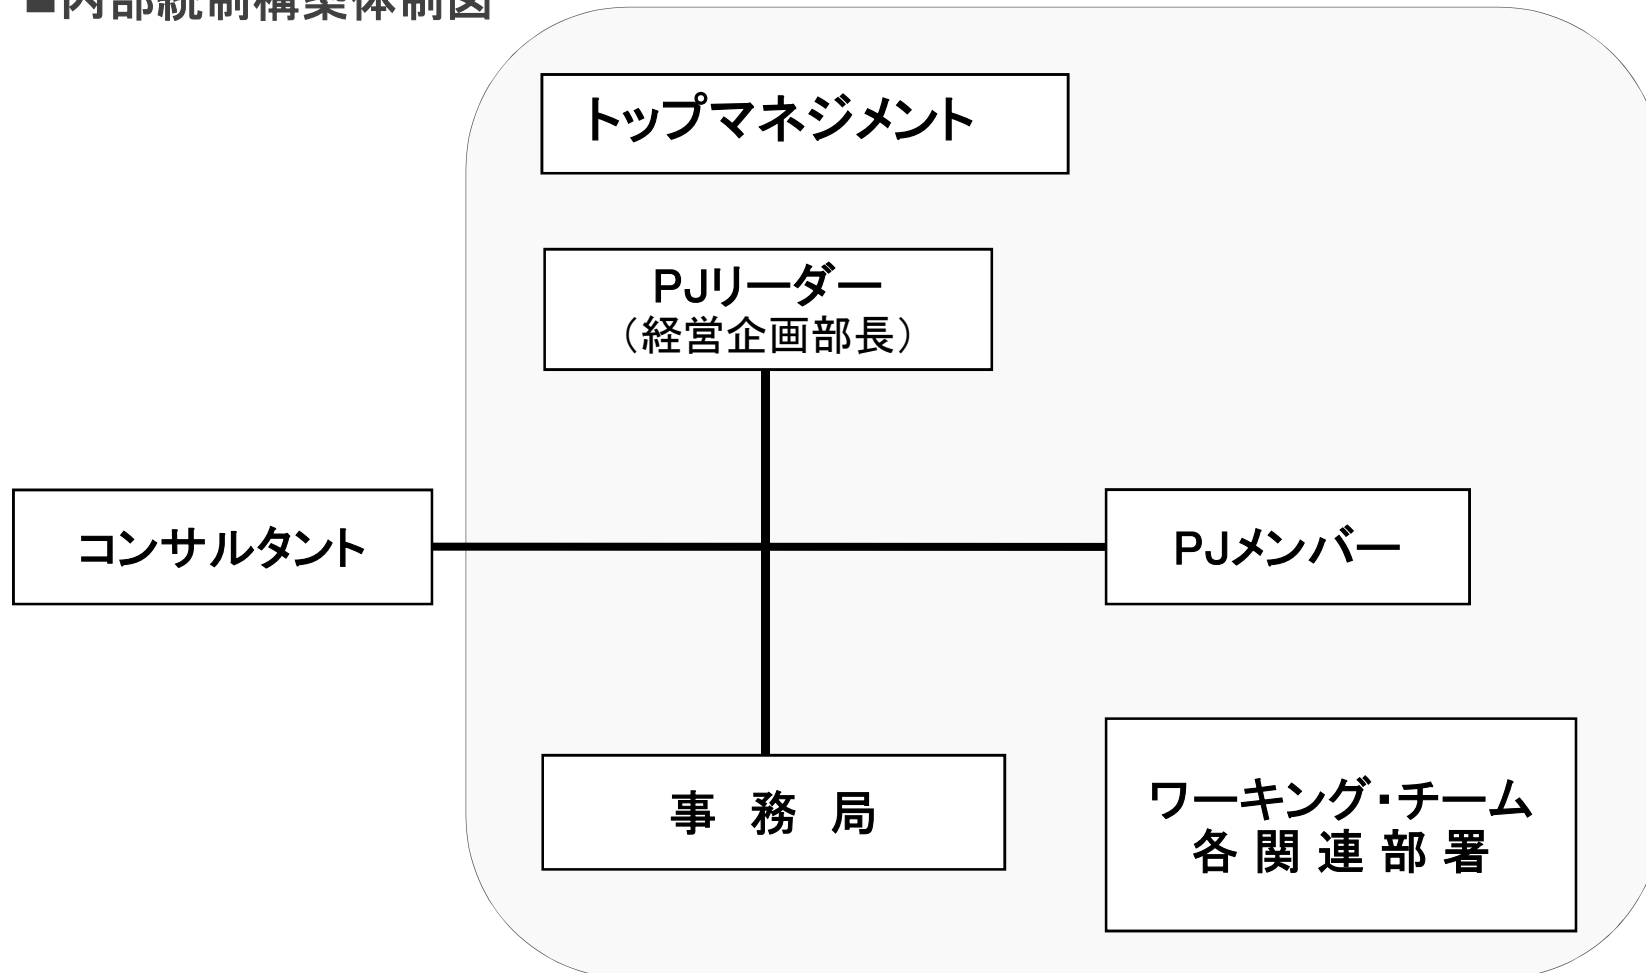 ■内部統制構築体制図
トップマネジメント
PJリーダー
（経営企画部長）
コンサルタント
PJメンバー
事 務 局
ワーキング・チーム
各 関 連 部 署